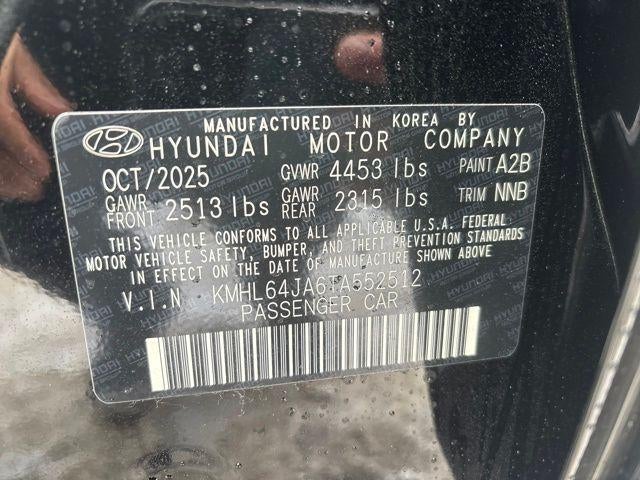 MANUFACTURED IN KOREA BY
HYUNDAI MOTOR COMPANY
OCT/2025 GVWR 4453 lbs PAINT A2B
GAWR FRONT 2513 lbs GAWR REAR 2315 lbs TRIM NNB
THIS VEHICLE CONFORMS TO ALL APPLICABLE U.S.A. FEDERAL
MOTOR VEHICLE SAFETY, BUMPER, AND THEFT PREVENTION STANDARDS
IN EFFECT ON THE DATE OF MANUFACTURE SHOWN ABOVE
V.I.N KMHL64JA6TA552512
PASSENGER CAR